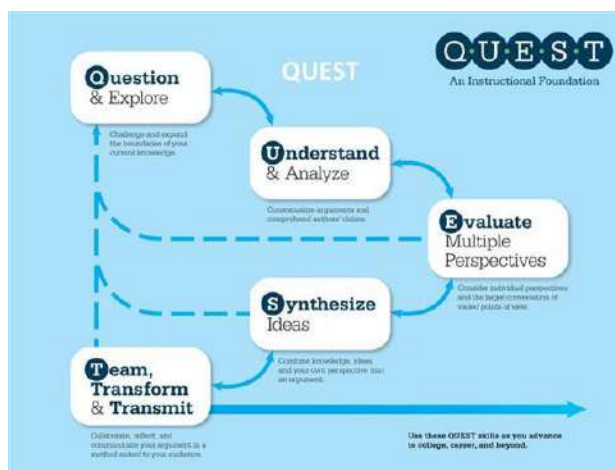 QUEST
Q·U·E·S·T
An Instructional Foundation
Question
& Explore
Challenge and expand
the boundaries of your
current knowledge.
Understand
& Analyze
Contextualize arguments and
comprehend authors' claims.
Evaluate
Multiple
Perspectives
Consider individual perspectives
and the larger conversation of
varied points of view.
Synthesize
Ideas
Combine knowledge, ideas
and your own perspective into
an argument.
Team,
Transform
& Transmit
Collaborate, reflect, and
communicate your argument in a
method suited to your audience.
Use these QUEST skills as you advance
to college, career, and beyond.